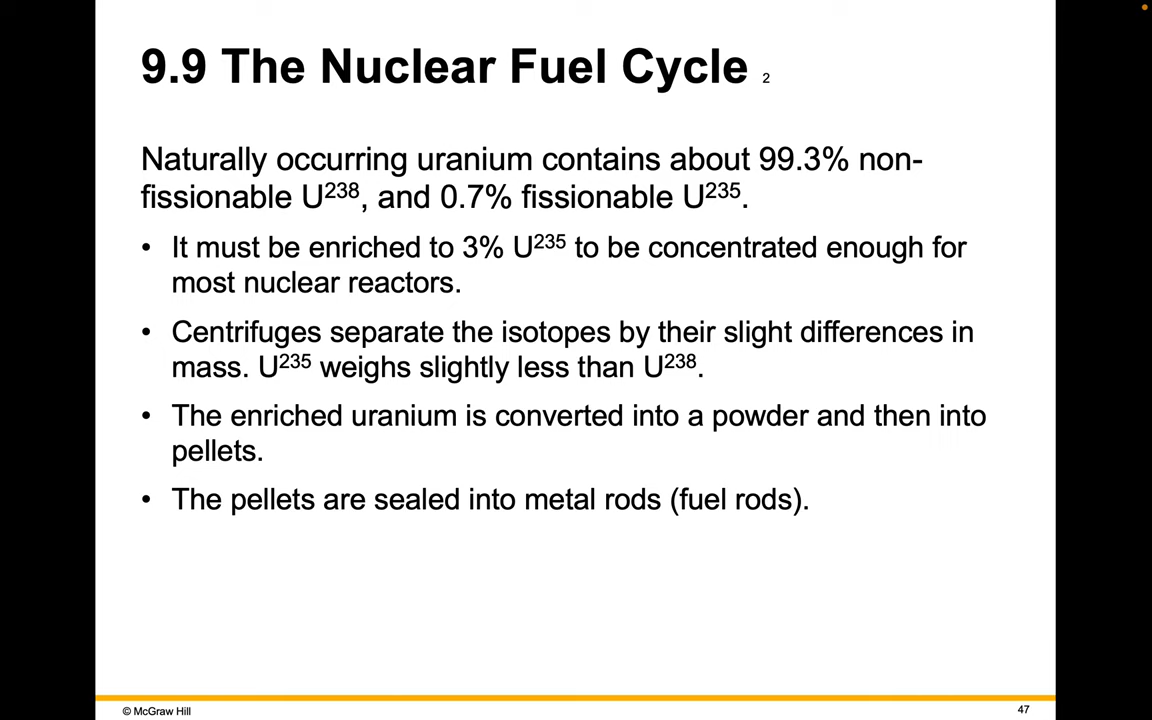 9.9 The Nuclear Fuel Cycle 2
Naturally occurring uranium contains about 99.3% non-
fissionable U²³⁸, and 0.7% fissionable U²³⁵.
• It must be enriched to 3% U²³⁵ to be concentrated enough for
most nuclear reactors.
• Centrifuges separate the isotopes by their slight differences in
mass. U²³⁵ weighs slightly less than U²³⁸.
• The enriched uranium is converted into a powder and then into
pellets.
• The pellets are sealed into metal rods (fuel rods).
© McGraw Hill
47